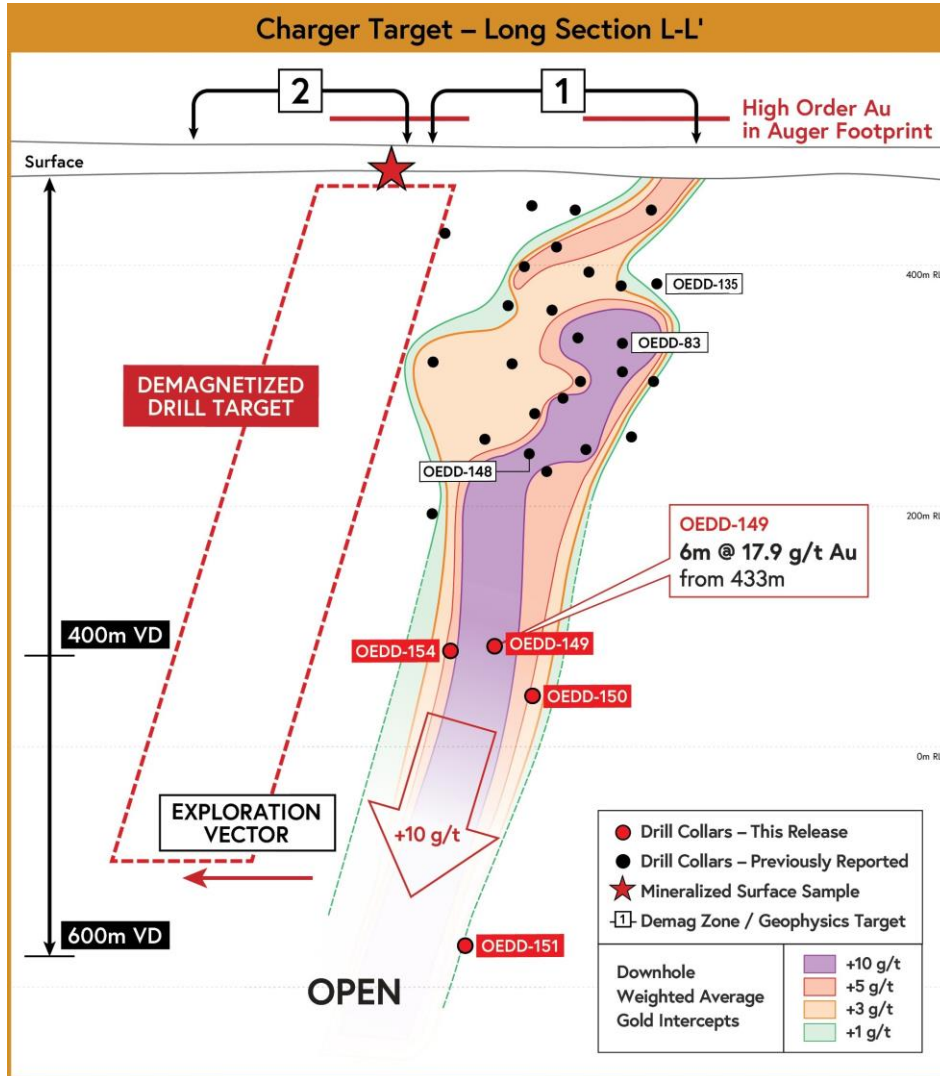 Charger Target – Long Section L-L'
2
1
High Order Au
in Auger Footprint
Surface
400m RL
OEDD-135
OEDD-83
DEMAGNETIZED
DRILL TARGET
OEDD-148
200m RL
OEDD-149
6m @ 17.9 g/t Au
from 433m
400m VD
OEDD-154
OEDD-149
OEDD-150
0m RL
EXPLORATION
VECTOR
+10 g/t
600m VD
OEDD-151
OPEN
Drill Collars – This Release
Drill Collars – Previously Reported
Mineralized Surface Sample
1 Demag Zone / Geophysics Target
Downhole
Weighted Average
Gold Intercepts
+10 g/t
+5 g/t
+3 g/t
+1 g/t